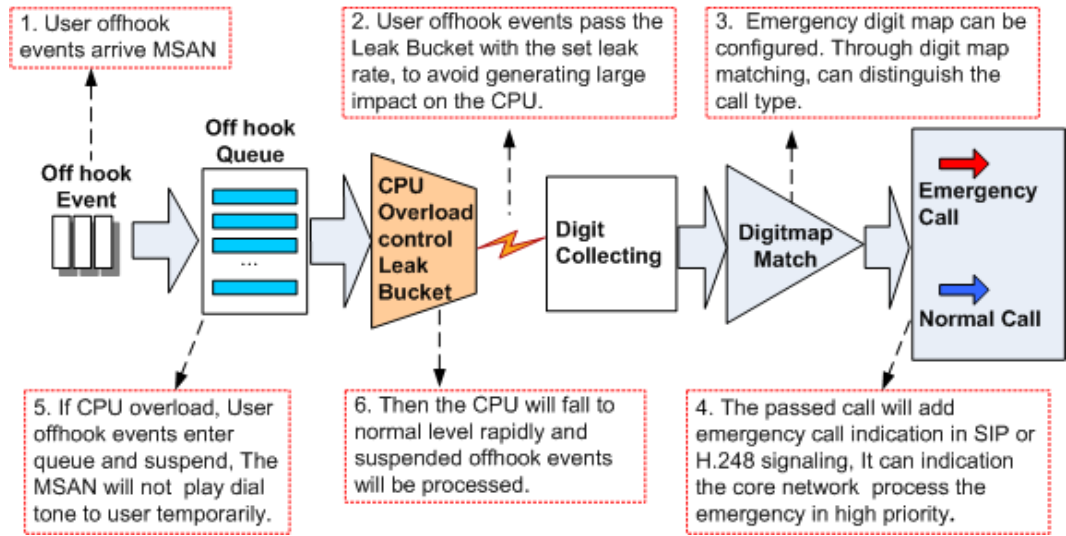 1. User offhook
events arrive MSAN
2. User offhook events pass the
Leak Bucket with the set leak
rate, to avoid generating large
impact on the CPU.
3. Emergency digit map can be
configured. Through digit map
matching, can distinguish the
call type.
Off hook
Event
Off hook
Queue
...
CPU
Overload
control
Leak
Bucket
Digit
Collecting
Digitmap
Match
Emergency
Call
Normal Call
5. If CPU overload, User
offhook events enter
queue and suspend, The
MSAN will not play dial
tone to user temporarily.
6. Then the CPU will fall to
normal level rapidly and
suspended offhook events
will be processed.
4. The passed call will add
emergency call indication in SIP or
H.248 signaling, It can indication
the core network process the
emergency in high priority.